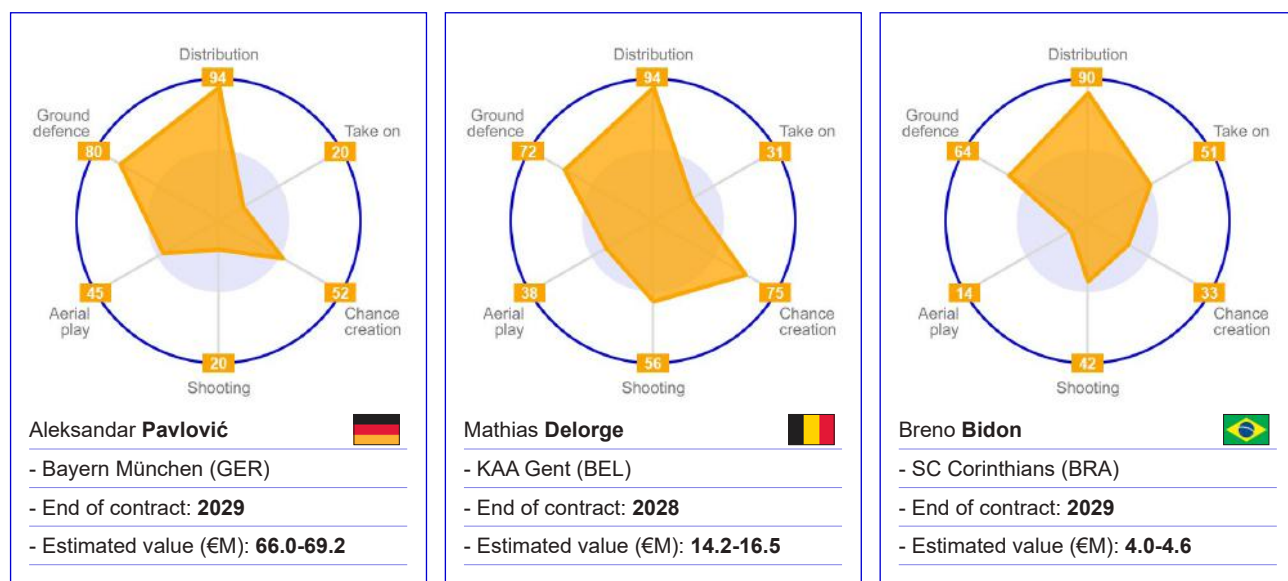 Distribution
94
Ground
defence
80
Take on
20
45
Aerial
play
52
Chance
creation
20
Shooting
Aleksandar Pavlović
- Bayern München (GER)
- End of contract: 2029
- Estimated value (€M): 66.0-69.2
Distribution
94
Ground
defence
72
Take on
31
38
Aerial
play
75
Chance
creation
56
Shooting
Mathias Delorge
- KAA Gent (BEL)
- End of contract: 2028
- Estimated value (€M): 14.2-16.5
Distribution
90
Ground
defence
64
Take on
51
14
Aerial
play
33
Chance
creation
42
Shooting
Breno Bidon
- SC Corinthians (BRA)
- End of contract: 2029
- Estimated value (€M): 4.0-4.6